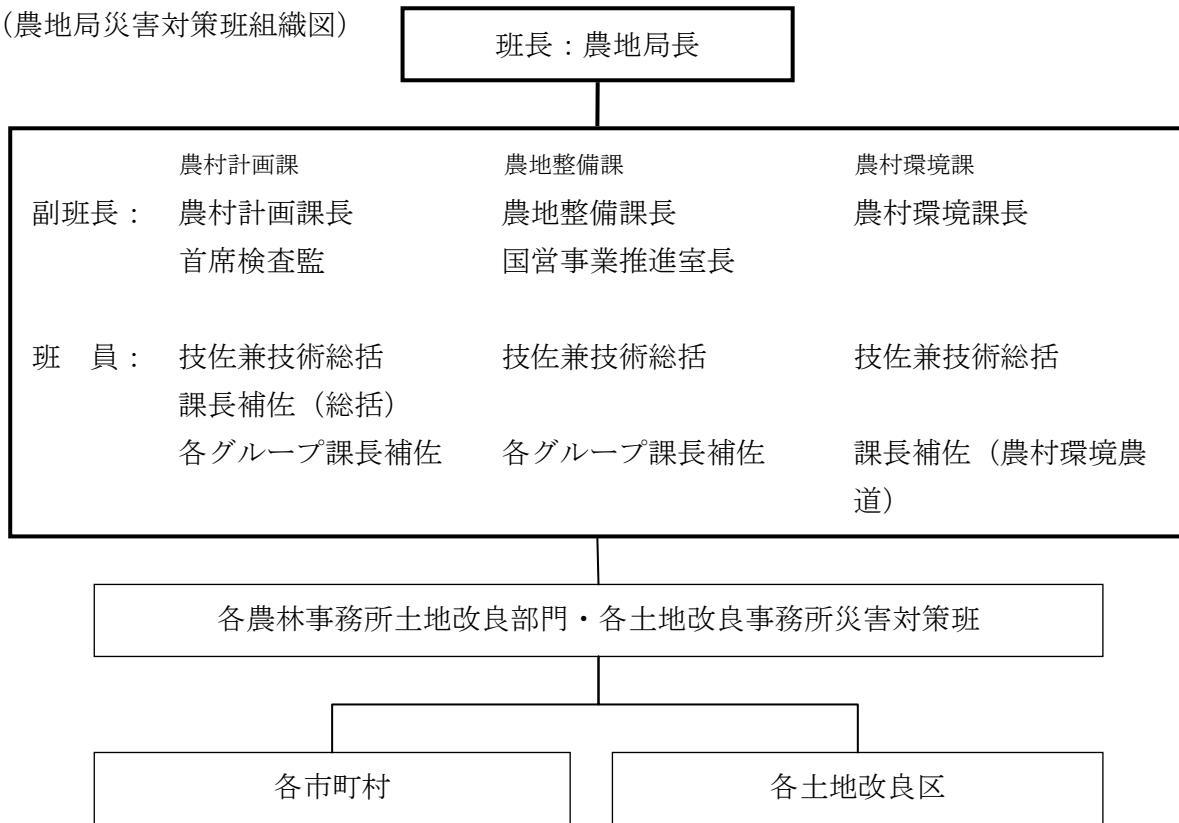 （農地局災害対策班組織図）
班長：農地局長
農村計画課　農地整備課　農村環境課
副班長：　農村計画課長　農地整備課長　農村環境課長
首席検査監　国営事業推進室長
班　員：　技佐兼技術総括　技佐兼技術総括　技佐兼技術総括
課長補佐（総括）
各グループ課長補佐　各グループ課長補佐　課長補佐（農村環境農
道）
各農林事務所土地改良部門・各土地改良事務所災害対策班
各市町村　各土地改良区